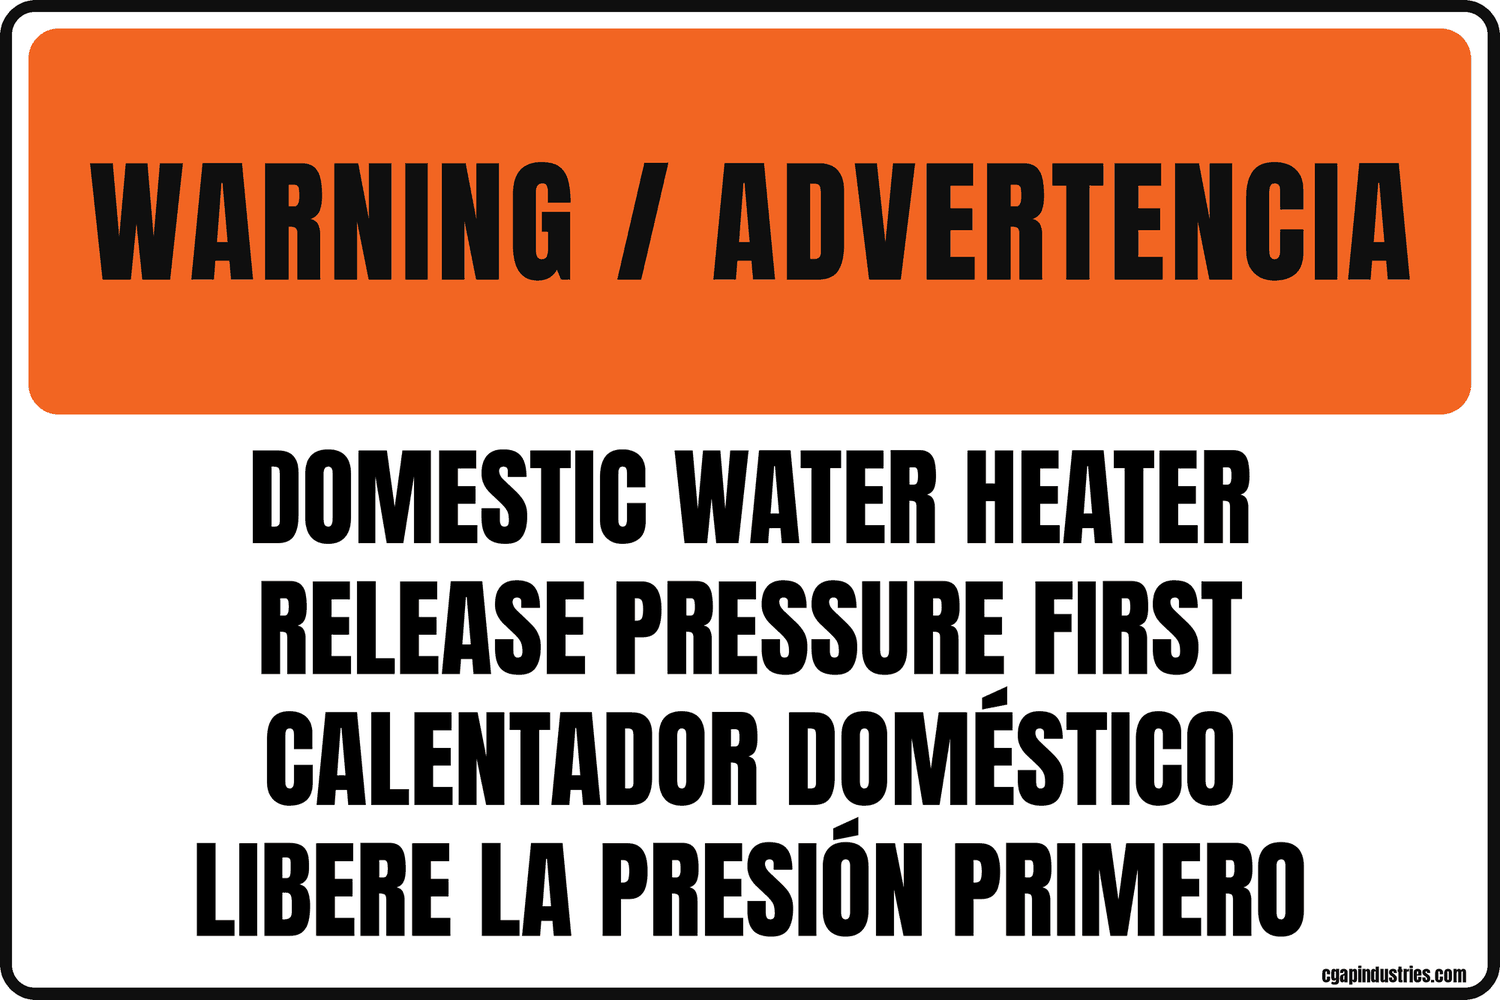 WARNING / ADVERTENCIA
DOMESTIC WATER HEATER
RELEASE PRESSURE FIRST
CALENTADOR DOMÉSTICO
LIBERE LA PRESIÓN PRIMERO
cgapindustries.com